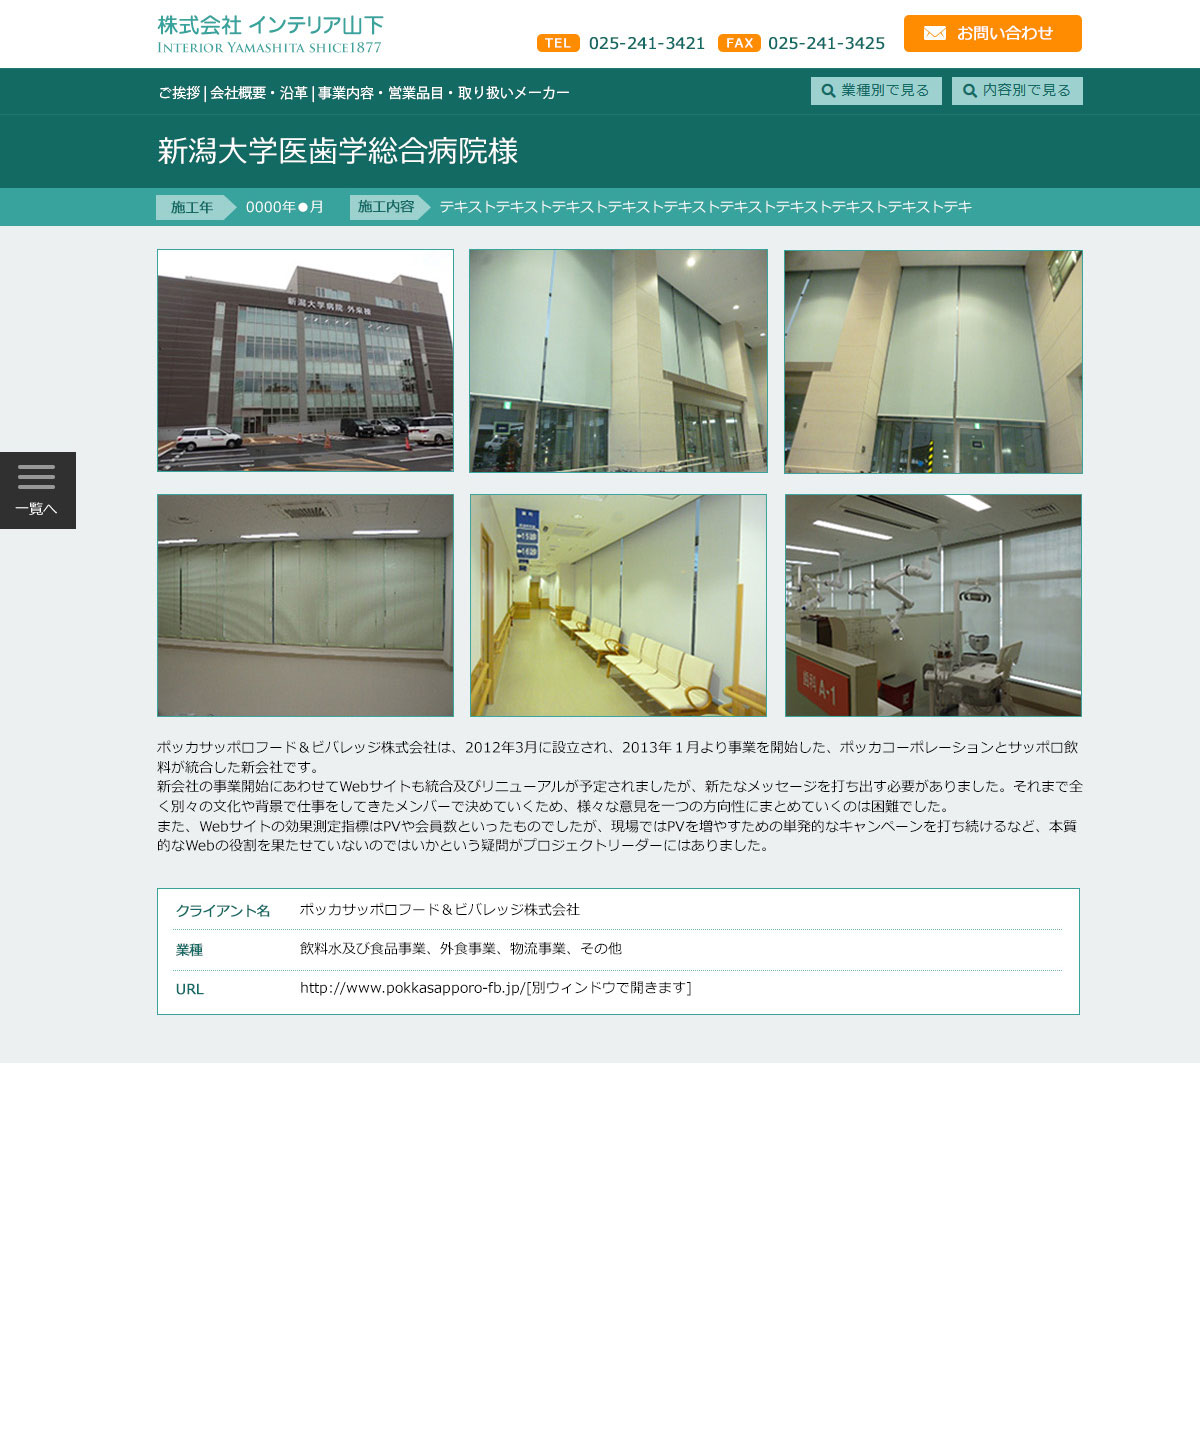 株式会社 インテリア山下
INTERIOR YAMASHITA SHICE1877
TEL 025-241-3421 FAX 025-241-3425
お問い合わせ
ご挨拶 | 会社概要・沿革 | 事業内容・営業品目・取り扱いメーカー
業種別で見る
内容別で見る
新潟大学医歯学総合病院様
施工年 0000年●月 施工内容 テキストテキストテキストテキストテキストテキストテキストテキストテキストテキ
新潟大学病院 外来棟
一覧へ
歯科 A-1
ポッカサッポロフード＆ビバレッジ株式会社は、2012年3月に設立され、2013年１月より事業を開始した、ポッカコーポレーションとサッポロ飲
料が統合した新会社です。
新会社の事業開始にあわせてWebサイトも統合及びリニューアルが予定されましたが、新たなメッセージを打ち出す必要がありました。それまで全
く別々の文化や背景で仕事をしてきたメンバーで決めていくため、様々な意見を一つの方向性にまとめていくのは困難でした。
また、Webサイトの効果測定指標はPVや会員数といったものでしたが、現場ではPVを増やすための単発的なキャンペーンを打ち続けるなど、本質
的なWebの役割を果たせていないのではいかという疑問がプロジェクトリーダーにはありました。
クライアント名 ポッカサッポロフード＆ビバレッジ株式会社
業種 飲料水及び食品事業、外食事業、物流事業、その他
URL http://www.pokkasapporo-fb.jp/[別ウィンドウで開きます]